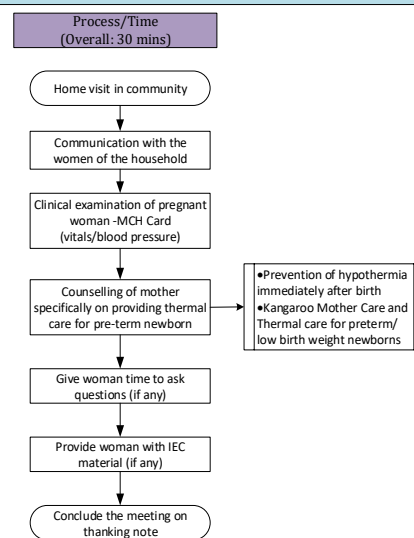 Process/Time
(Overall: 30 mins)
Home visit in community
Communication with the
women of the household
Clinical examination of pregnant
woman -MCH Card
(vitals/blood pressure)
Counselling of mother
specifically on providing thermal
care for pre-term newborn
•Prevention of hypothermia
immediately after birth
•Kangaroo Mother Care and
Thermal care for preterm/
low birth weight newborns
Give woman time to ask
questions (if any)
Provide woman with IEC
material (if any)
Conclude the meeting on
thanking note